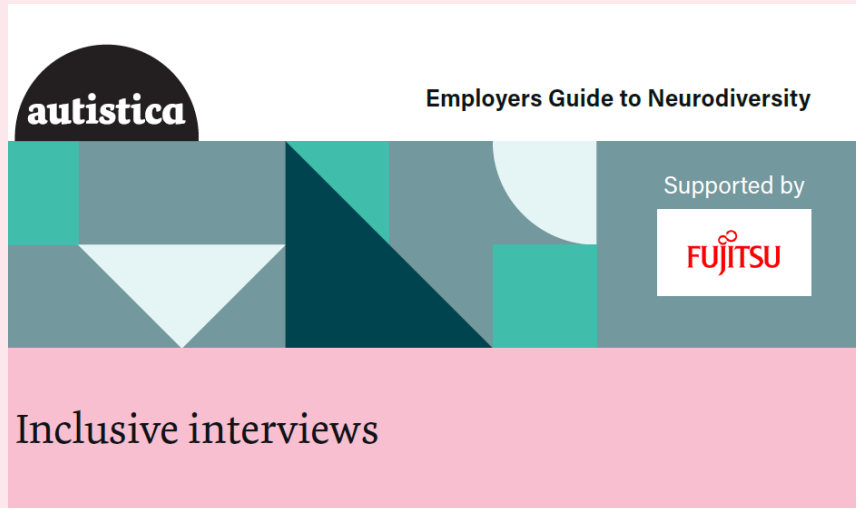 autistica
Employers Guide to Neurodiversity
Supported by
FUJITSU
Inclusive interviews